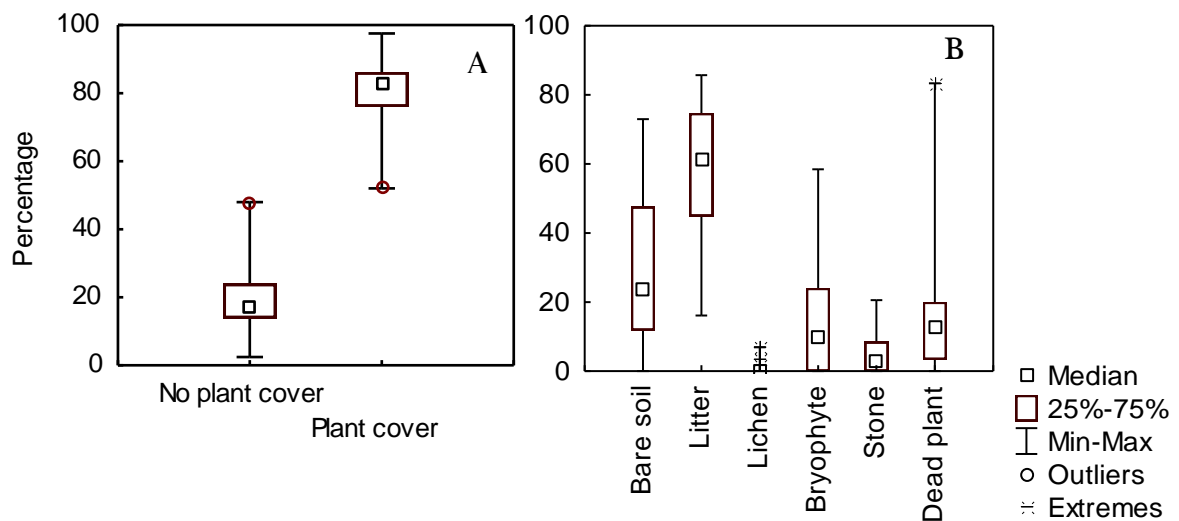 Percentage
100
80
60
40
20
0
A
No plant cover
Plant cover
100
80
60
40
20
0
B
Bare soil
Litter
Lichen
Bryophyte
Stone
Dead plant
Median
25%-75%
Min-Max
Outliers
Extremes